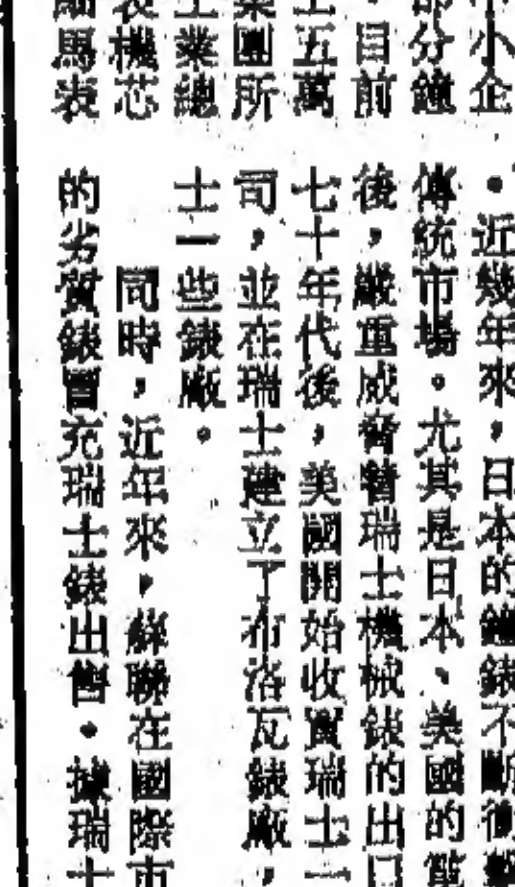 小企
部分鐘
。目前
上五萬
業團所
工業總
表機芯
馬表
。近幾年來，日本的鐘錶不斷衝擊
傳統市場。尤其是日本、美國的電
後，嚴重威脅着瑞士機械錶的出口
七十年代後，美國開始收買瑞士一
司，並在瑞士建立了布洛瓦錶廠，
士一些錶廠。
同時，近年來，蘇聯在國際市
的劣質錶冒充瑞士錶出售。據瑞士